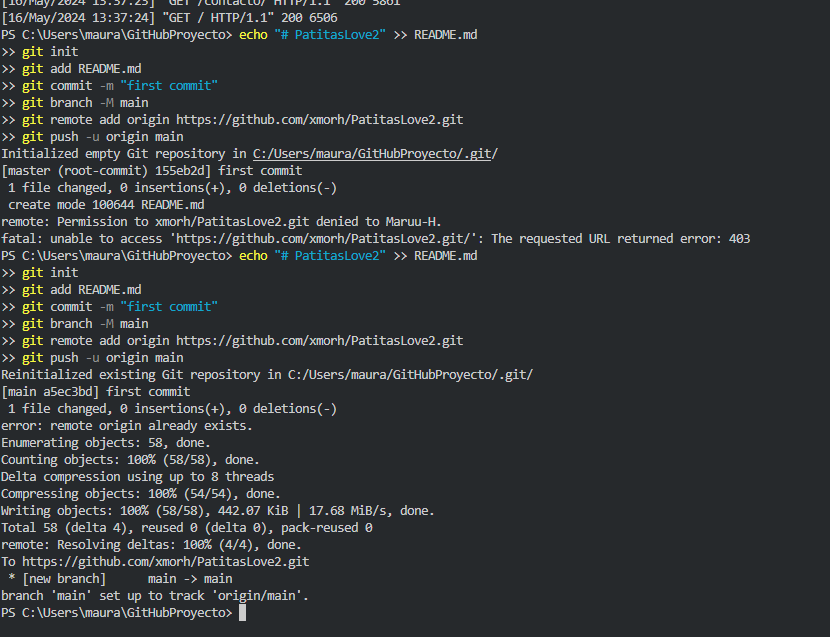 [16/May/2024 13:37:23] "GET /contacto/ HTTP/1.1" 200 5861
[16/May/2024 13:37:24] "GET / HTTP/1.1" 200 6506
PS C:\Users\maura\GitHubProyecto> echo "# PatitasLove2" >> README.md
>> git init
>> git add README.md
>> git commit -m "first commit"
>> git branch -M main
>> git remote add origin https://github.com/xmorh/PatitasLove2.git
>> git push -u origin main
Initialized empty Git repository in C:/Users/maura/GitHubProyecto/.git/
[master (root-commit) 155eb2d] first commit
 1 file changed, 0 insertions(+), 0 deletions(-)
 create mode 100644 README.md
remote: Permission to xmorh/PatitasLove2.git denied to Maruu-H.
fatal: unable to access 'https://github.com/xmorh/PatitasLove2.git/': The requested URL returned error: 403
PS C:\Users\maura\GitHubProyecto> echo "# PatitasLove2" >> README.md
>> git init
>> git add README.md
>> git commit -m "first commit"
>> git branch -M main
>> git remote add origin https://github.com/xmorh/PatitasLove2.git
>> git push -u origin main
Reinitialized existing Git repository in C:/Users/maura/GitHubProyecto/.git/
[main a5ec3bd] first commit
 1 file changed, 0 insertions(+), 0 deletions(-)
error: remote origin already exists.
Enumerating objects: 58, done.
Counting objects: 100% (58/58), done.
Delta compression using up to 8 threads
Compressing objects: 100% (54/54), done.
Writing objects: 100% (58/58), 442.07 KiB | 17.68 MiB/s, done.
Total 58 (delta 4), reused 0 (delta 0), pack-reused 0
remote: Resolving deltas: 100% (4/4), done.
To https://github.com/xmorh/PatitasLove2.git
 * [new branch]      main -> main
branch 'main' set up to track 'origin/main'.
PS C:\Users\maura\GitHubProyecto>